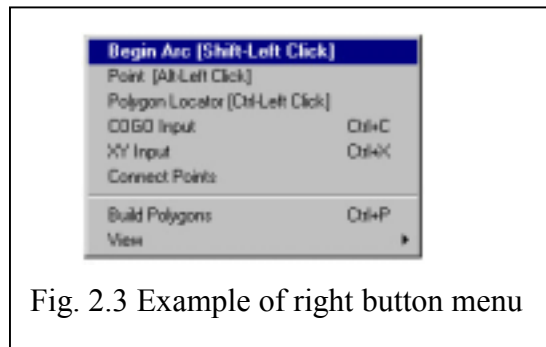 Begin Arc [Shift-Left Click]
Point [Alt-Left Click]
Polygon Locator [Ctrl-Left Click]
COGO Input Ctrl+C
XY Input Ctrl+X
Connect Points
Build Polygons Ctrl+P
View
Fig. 2.3 Example of right button menu